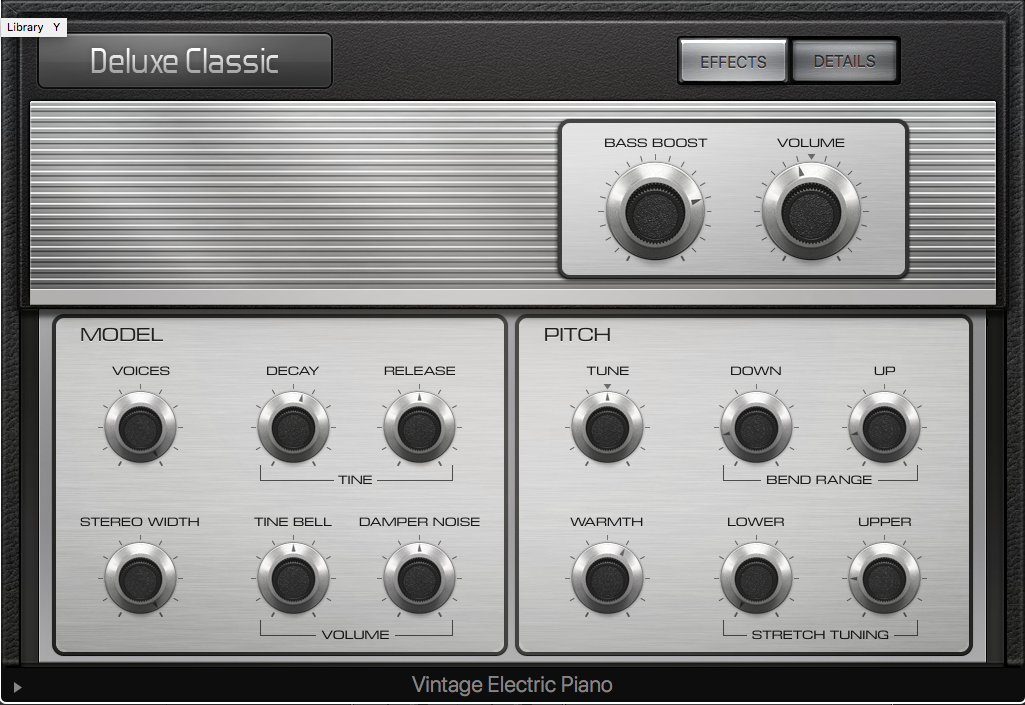 Library Y
Deluxe Classic
EFFECTS DETAILS
BASS BOOST VOLUME
MODEL
VOICES DECAY RELEASE
TINE
STEREO WIDTH TINE BELL DAMPER NOISE
VOLUME
PITCH
TUNE DOWN UP
BEND RANGE
WARMTH LOWER UPPER
STRETCH TUNING
Vintage Electric Piano